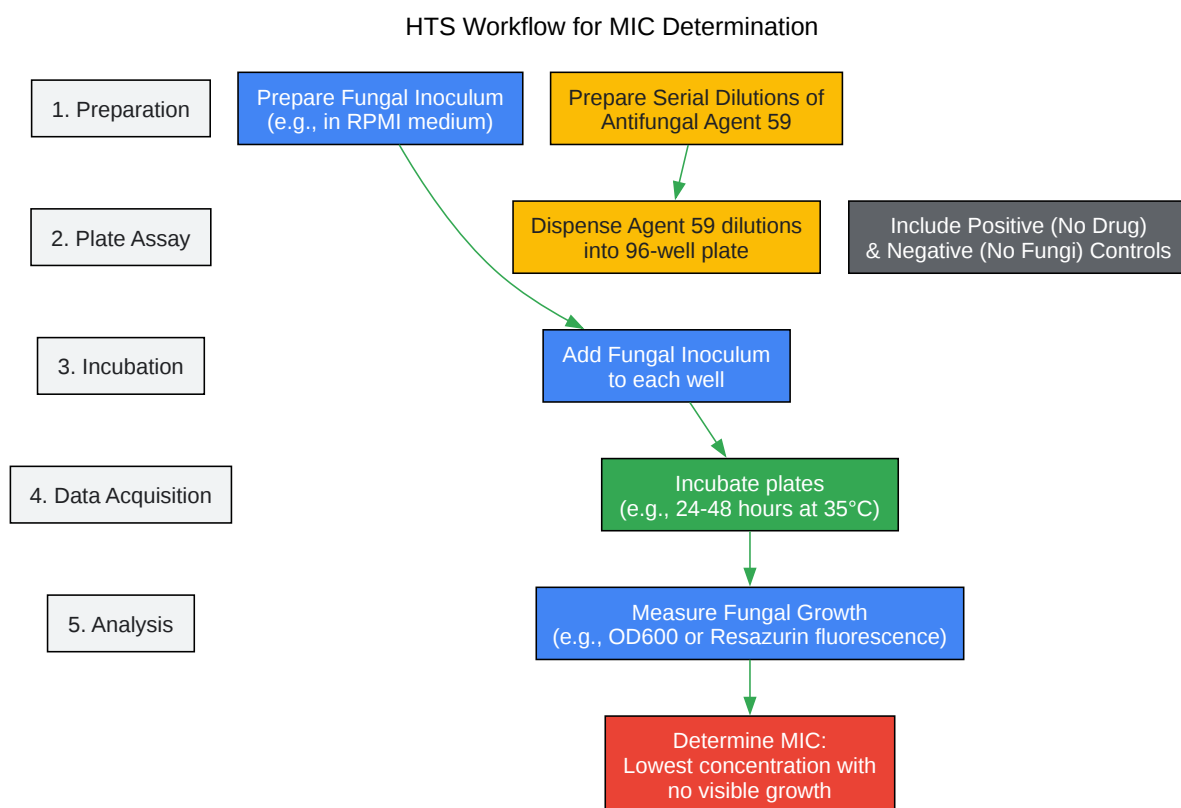 HTS Workflow for MIC Determination
1. Preparation
Prepare Fungal Inoculum
(e.g., in RPMI medium)
Prepare Serial Dilutions of
Antifungal Agent 59
2. Plate Assay
Dispense Agent 59 dilutions
into 96-well plate
Include Positive (No Drug)
& Negative (No Fungi) Controls
3. Incubation
Add Fungal Inoculum
to each well
4. Data Acquisition
Incubate plates
(e.g., 24-48 hours at 35°C)
5. Analysis
Measure Fungal Growth
(e.g., OD600 or Resazurin fluorescence)
Determine MIC:
Lowest concentration with
no visible growth